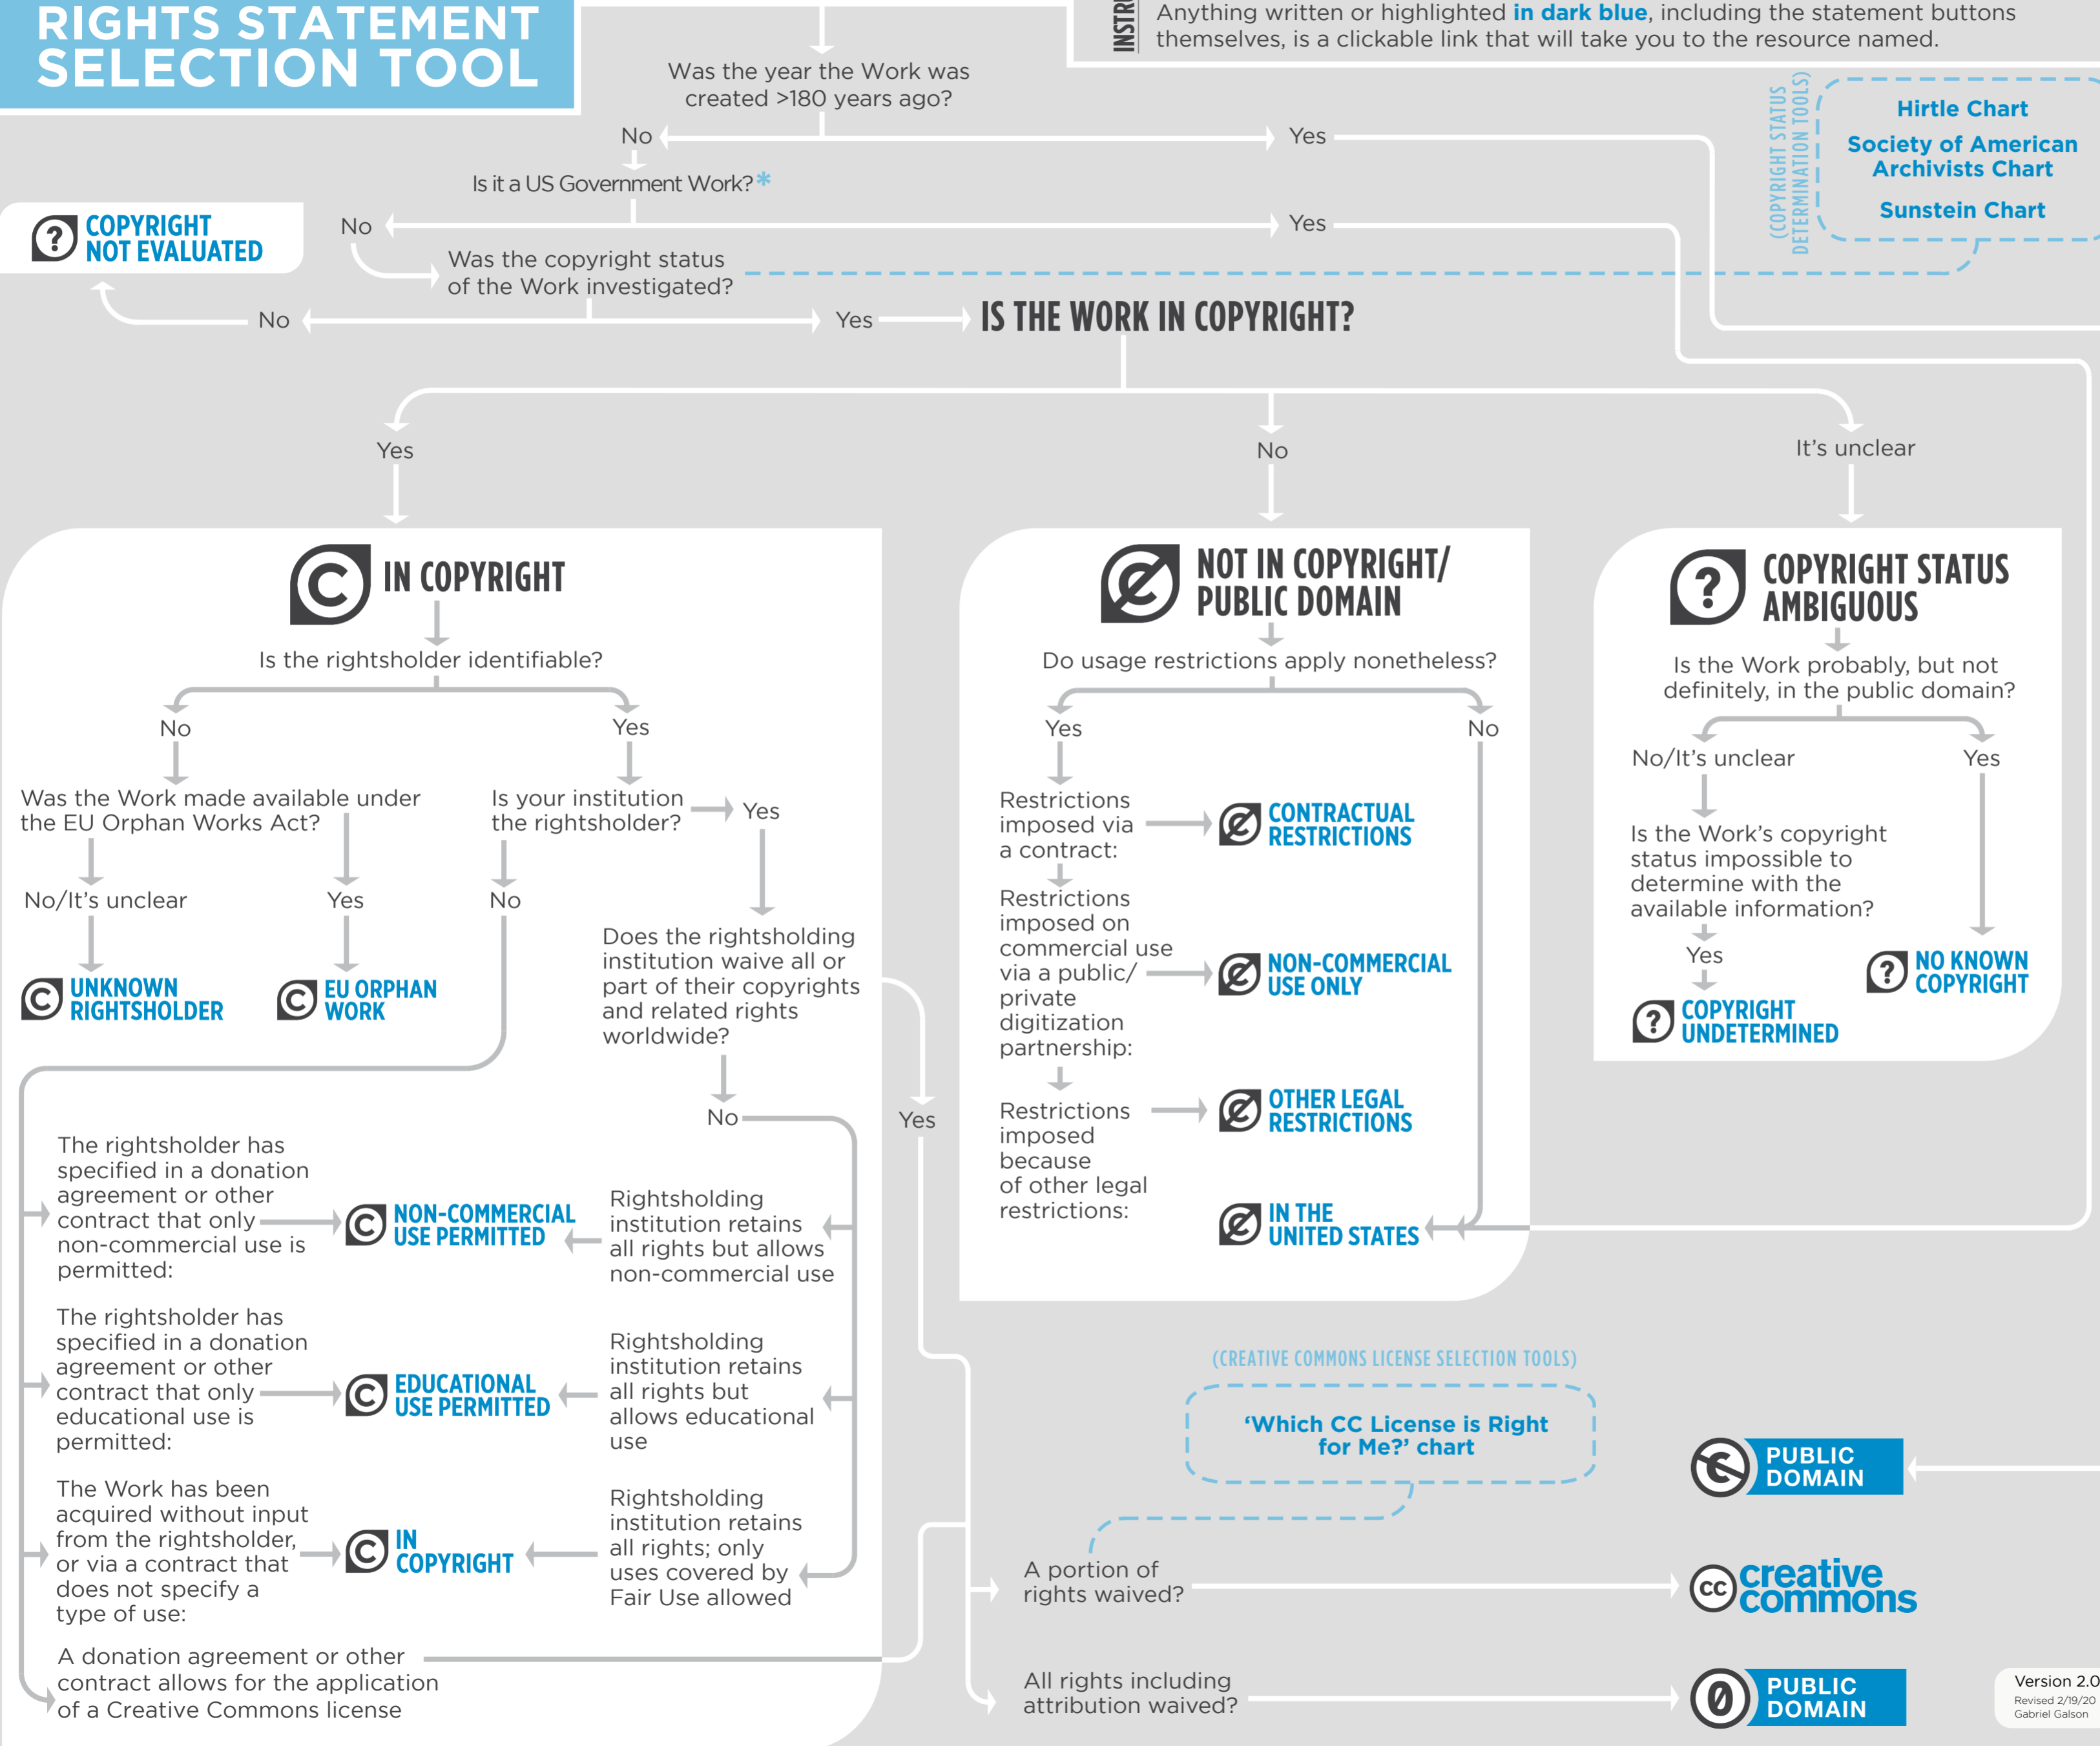 RIGHTS STATEMENT
SELECTION TOOL
Anything written or highlighted in dark blue, including the statement buttons
themselves, is a clickable link that will take you to the resource named.
Was the year the Work was
created >180 years ago?
No
Yes
(COPYRIGHT STATUS
DETERMINATION TOOLS)
Hirtle Chart
Society of American
Archivists Chart
Sunstein Chart
Is it a US Government Work?*
No
Yes
COPYRIGHT
NOT EVALUATED
Was the copyright status
of the Work investigated?
No
Yes
IS THE WORK IN COPYRIGHT?
Yes
No
It's unclear
IN COPYRIGHT
Is the rightsholder identifiable?
No
Yes
Was the Work made available under
the EU Orphan Works Act?
No/It's unclear
Yes
UNKNOWN
RIGHTSHOLDER
EU ORPHAN
WORK
Is your institution
the rightsholder?
Yes
No
Does the rightsholding
institution waive all or
part of their copyrights
and related rights
worldwide?
No
Yes
The rightsholder has
specified in a donation
agreement or other
contract that only
non-commercial use is
permitted:
NON-COMMERCIAL
USE PERMITTED
Rightsholding
institution retains
all rights but allows
non-commercial use
The rightsholder has
specified in a donation
agreement or other
contract that only
educational use is
permitted:
EDUCATIONAL
USE PERMITTED
Rightsholding
institution retains
all rights but
allows educational
use
The Work has been
acquired without input
from the rightsholder,
or via a contract that
does not specify a
type of use:
IN
COPYRIGHT
Rightsholding
institution retains
all rights; only
uses covered by
Fair Use allowed
A donation agreement or other
contract allows for the application
of a Creative Commons license
NOT IN COPYRIGHT/
PUBLIC DOMAIN
Do usage restrictions apply nonetheless?
Yes
No
Restrictions
imposed via
a contract:
CONTRACTUAL
RESTRICTIONS
Restrictions
imposed on
commercial use
via a public/
private
digitization
partnership:
NON-COMMERCIAL
USE ONLY
Restrictions
imposed
because
of other legal
restrictions:
OTHER LEGAL
RESTRICTIONS
IN THE
UNITED STATES
COPYRIGHT STATUS
AMBIGUOUS
Is the Work probably, but not
definitely, in the public domain?
No/It's unclear
Yes
Is the Work's copyright
status impossible to
determine with the
available information?
Yes
COPYRIGHT
UNDETERMINED
NO KNOWN
COPYRIGHT
(CREATIVE COMMONS LICENSE SELECTION TOOLS)
‘Which CC License is Right
for Me?’ chart
PUBLIC
DOMAIN
A portion of
rights waived?
cc creative
commons
All rights including
attribution waived?
0 PUBLIC
DOMAIN
Version 2.0
Revised 2/19/20
Gabriel Galson